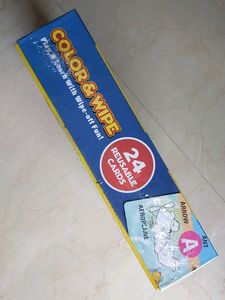 COLOR & WIPE
Play & Learn with Wipe-off Fun!
24
REUSABLE
CARDS
A
ANT
ARROW
AEROPLANE